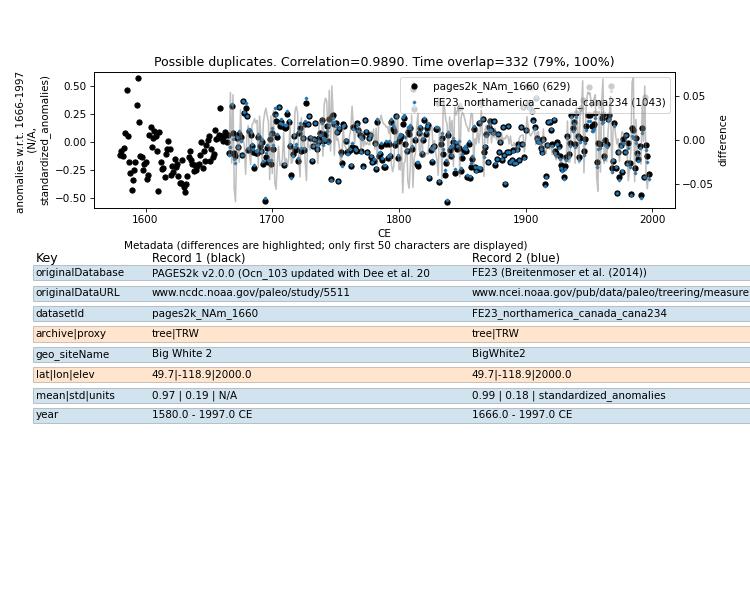 Possible duplicates. Correlation=0.9890. Time overlap=332 (79%, 100%)
anomalies w.r.t. 1666-1997
(N/A,
standardized_anomalies)
0.50
0.25
0.00
−0.25
−0.50
pages2k_NAm_1660 (629)
FE23_northamerica_canada_cana234 (1043)
0.05
0.00
−0.05
difference
1600 1700 1800 1900 2000
CE
Metadata (differences are highlighted; only first 50 characters are displayed)
Key Record 1 (black) Record 2 (blue)
originalDatabase PAGES2k v2.0.0 (Ocn_103 updated with Dee et al. 20 FE23 (Breitenmoser et al. (2014))
originalDataURL www.ncdc.noaa.gov/paleo/study/5511 www.ncei.noaa.gov/pub/data/paleo/treering/measure
datasetId pages2k_NAm_1660 FE23_northamerica_canada_cana234
archive|proxy tree|TRW tree|TRW
geo_siteName Big White 2 BigWhite2
lat|lon|elev 49.7|-118.9|2000.0 49.7|-118.9|2000.0
mean|std|units 0.97 | 0.19 | N/A 0.99 | 0.18 | standardized_anomalies
year 1580.0 - 1997.0 CE 1666.0 - 1997.0 CE